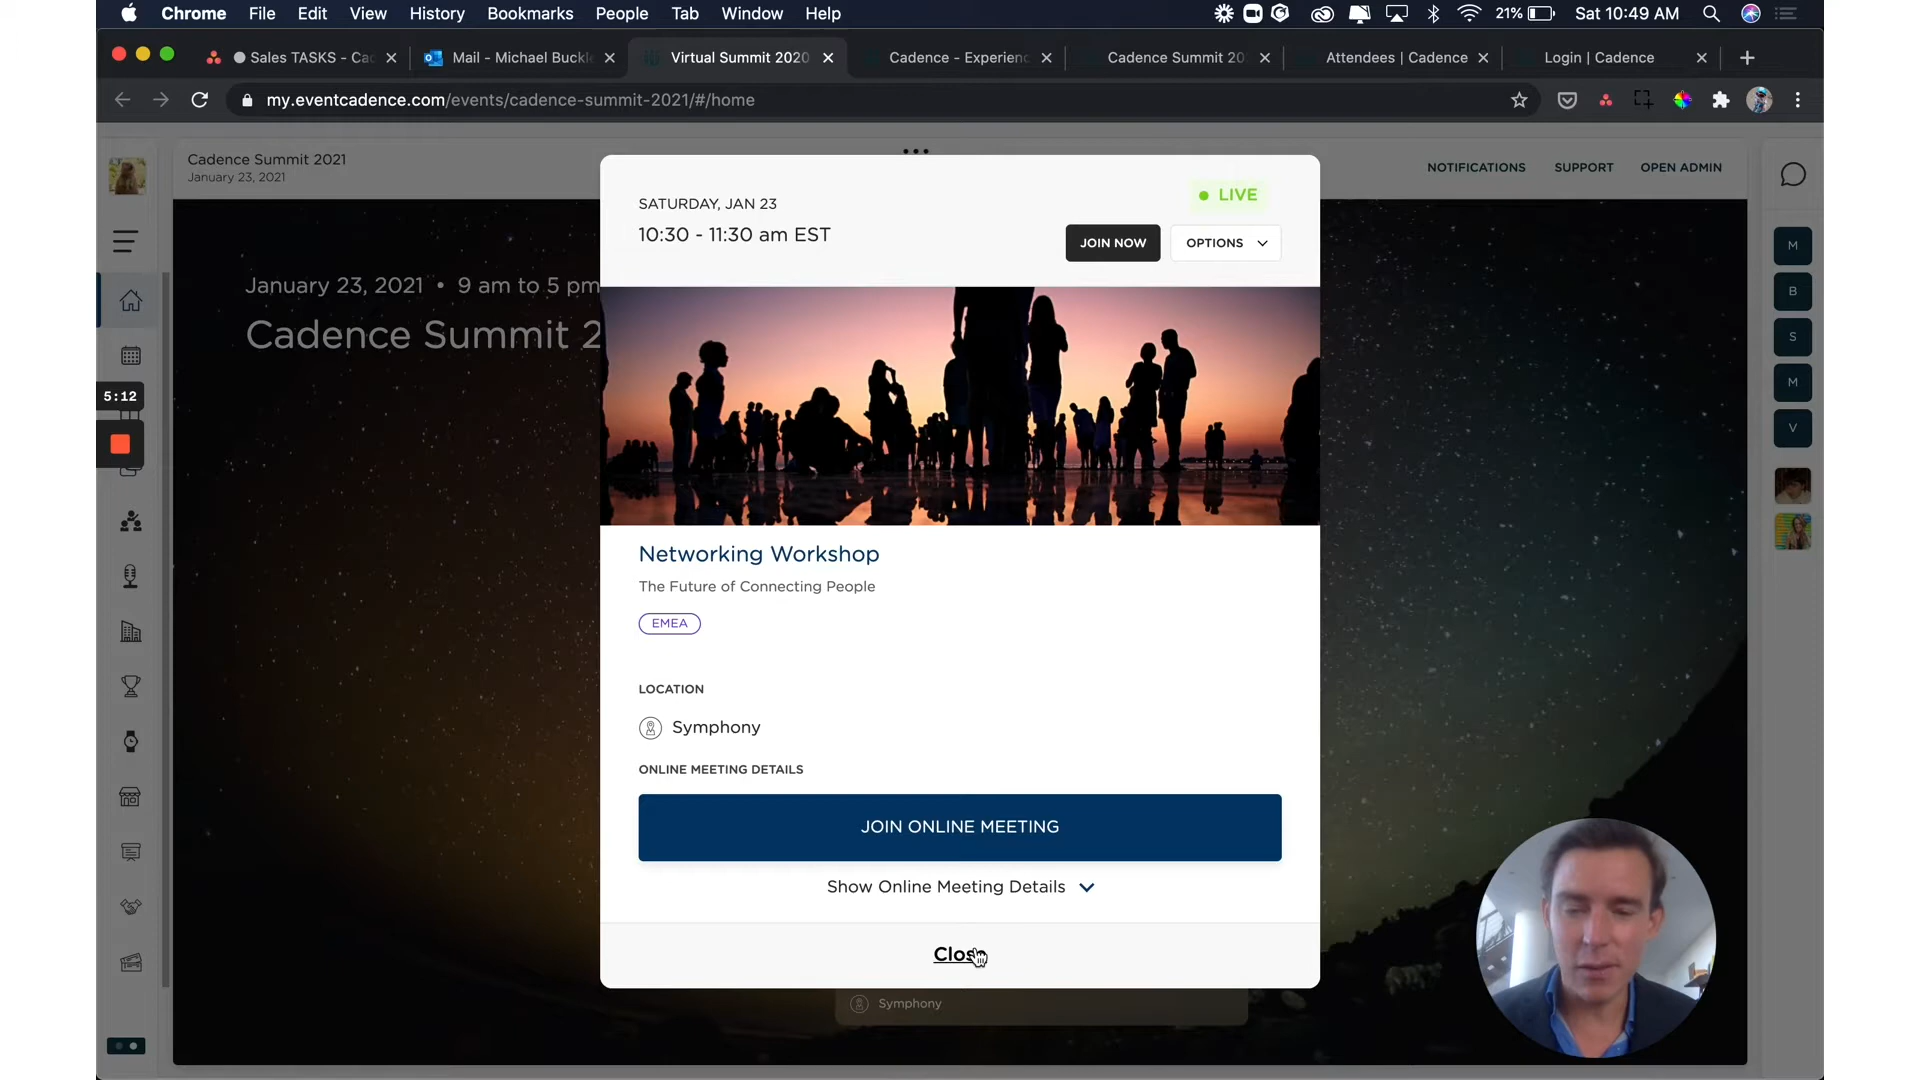 Chrome File Edit View History Bookmarks People Tab Window Help 21% Sat 10:49 AM
Sales TASKS - Ca
Mail - Michael Buckle
Virtual Summit 2020
Cadence - Experienc
Cadence Summit 20
Attendees | Cadence
Login | Cadence
my.eventcadence.com/events/cadence-summit-2021/#/home
Cadence Summit 2021
January 23, 2021
NOTIFICATIONS SUPPORT OPEN ADMIN
SATURDAY, JAN 23
10:30 - 11:30 am EST
LIVE
JOIN NOW
OPTIONS
January 23, 2021 • 9 am to 5 pm
Cadence Summit 2
5:12
M
B
S
M
V
Networking Workshop
The Future of Connecting People
EMEA
LOCATION
Symphony
ONLINE MEETING DETAILS
JOIN ONLINE MEETING
Show Online Meeting Details
Close
Symphony